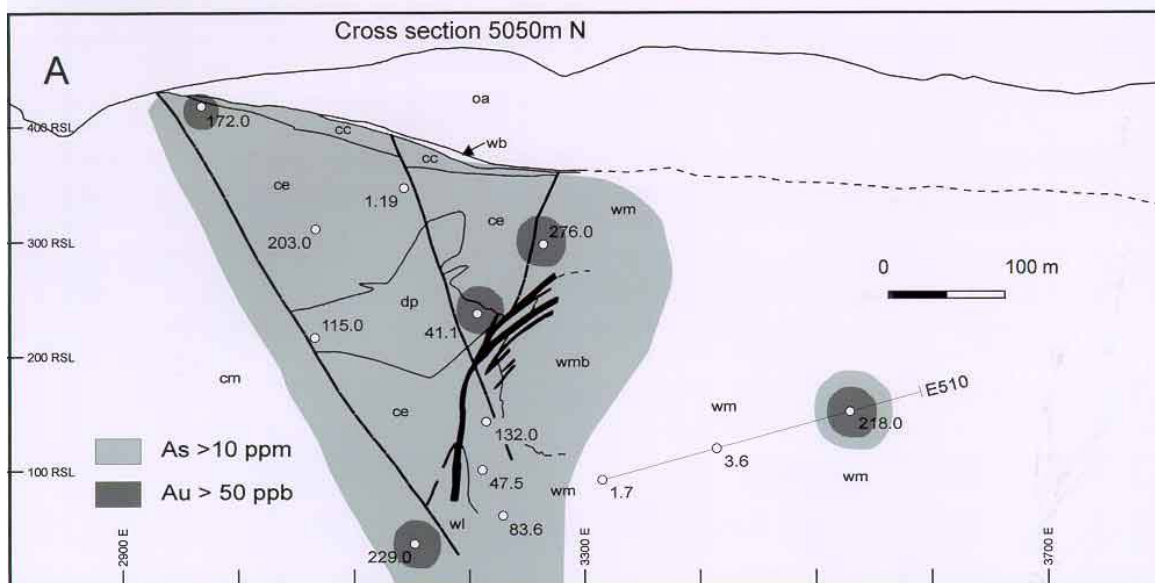 Cross section 5050m N
A
oa
400 RSL
172.0
cc
wb
cc
ce
1.19
ce
wm
203.0
276.0
300 RSL
0 100 m
dp
115.0
41.1
200 RSL
cm
wmb
ce
wm
E510
218.0
132.0
As >10 ppm
3.6
wm
47.5
wm
100 RSL
1.7
Au > 50 ppb
wl
83.6
229.0
2900 E
3300 E
3700 E